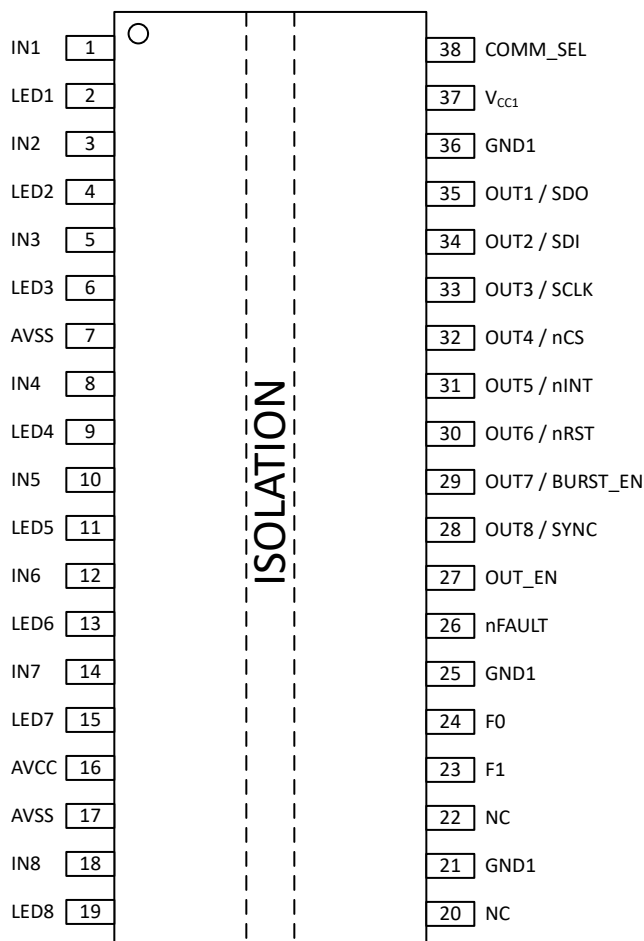 IN1 1 38 COMM_SEL
LED1 2 37 VCC1
IN2 3 36 GND1
LED2 4 35 OUT1 / SDO
IN3 5 34 OUT2 / SDI
LED3 6 33 OUT3 / SCLK
AVSS 7 32 OUT4 / nCS
IN4 8 31 OUT5 / nINT
LED4 9 30 OUT6 / nRST
IN5 10 29 OUT7 / BURST_EN
LED5 11 28 OUT8 / SYNC
IN6 12 27 OUT_EN
LED6 13 26 nFAULT
IN7 14 25 GND1
LED7 15 24 F0
AVCC 16 23 F1
AVSS 17 22 NC
IN8 18 21 GND1
LED8 19 20 NC
ISOLATION